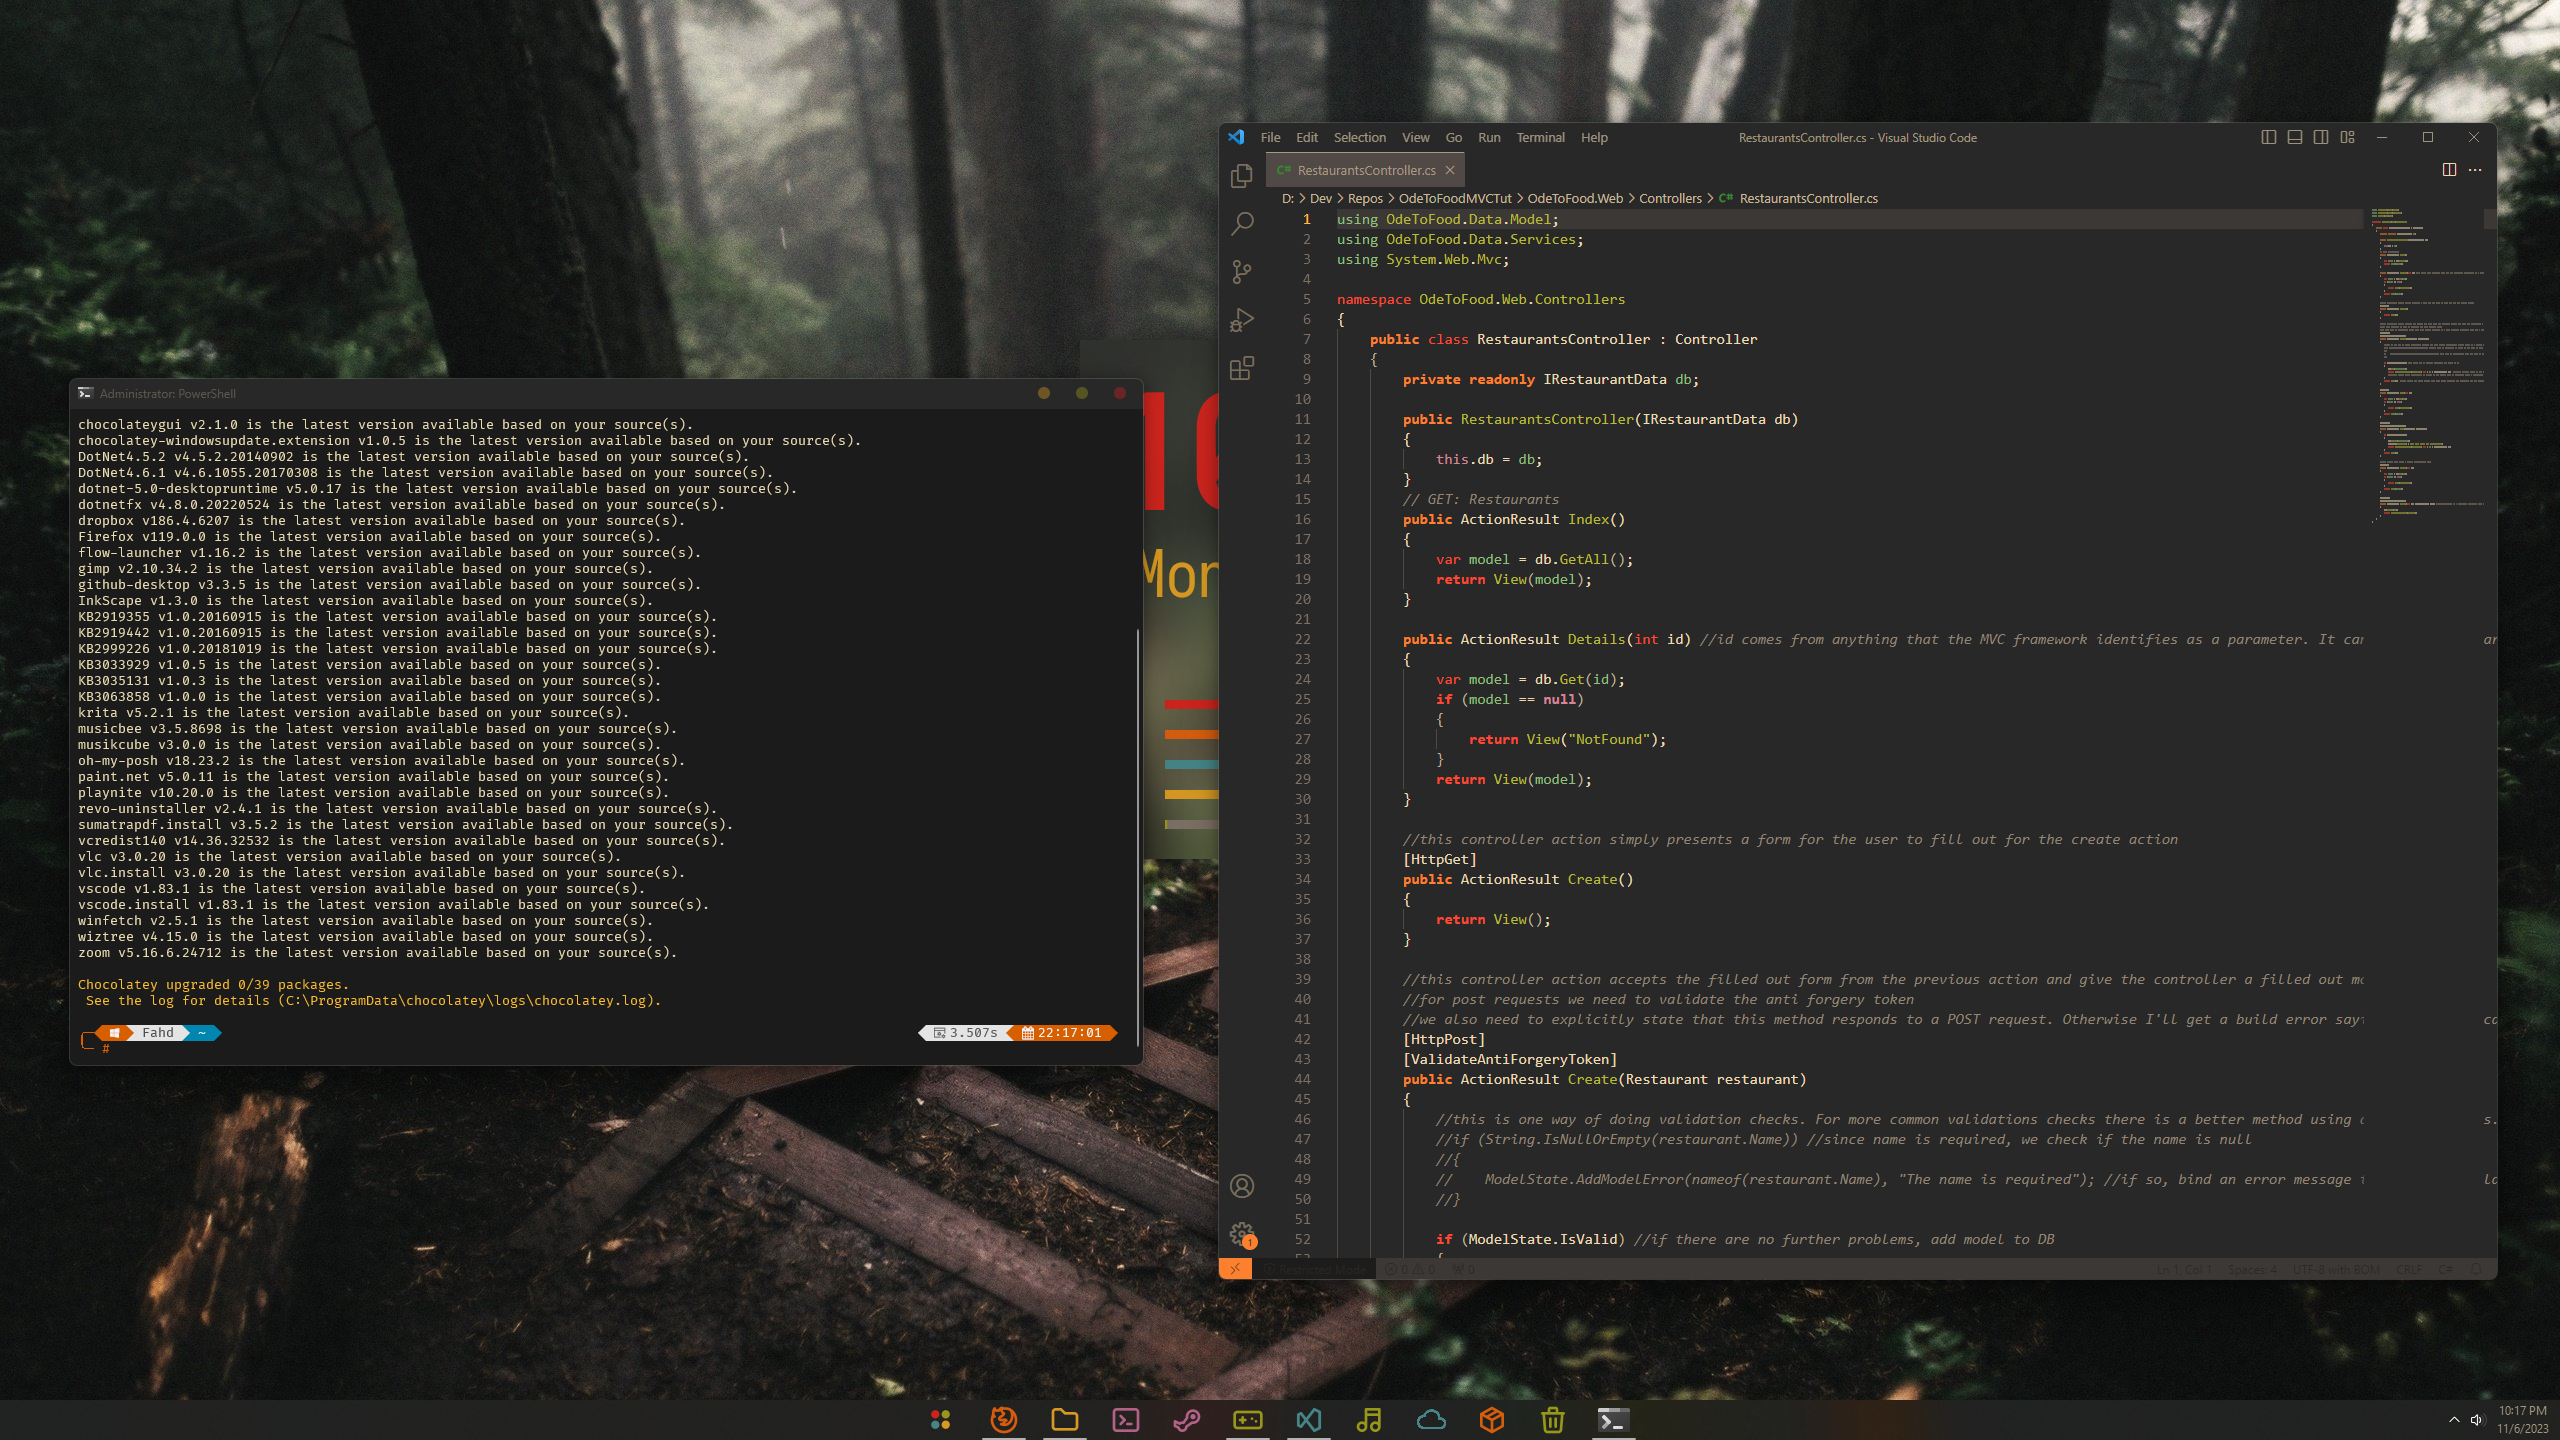 Administrator: PowerShell
chocolateygui v2.1.0 is the latest version available based on your source(s).
chocolatey-windowsupdate.extension v1.0.5 is the latest version available based on your source(s).
DotNet4.5.2 v4.5.2.20140902 is the latest version available based on your source(s).
DotNet4.6.1 v4.6.1055.20170308 is the latest version available based on your source(s).
dotnet-5.0-desktopruntime v5.0.17 is the latest version available based on your source(s).
dotnetfx v4.8.0.20220524 is the latest version available based on your source(s).
dropbox v186.4.6207 is the latest version available based on your source(s).
Firefox v119.0.0 is the latest version available based on your source(s).
flow-launcher v1.16.2 is the latest version available based on your source(s).
gimp v2.10.34.2 is the latest version available based on your source(s).
github-desktop v3.3.5 is the latest version available based on your source(s).
InkScape v1.3.0 is the latest version available based on your source(s).
KB2919355 v1.0.20160915 is the latest version available based on your source(s).
KB2919442 v1.0.20160915 is the latest version available based on your source(s).
KB2999226 v1.0.20181019 is the latest version available based on your source(s).
KB3033929 v1.0.5 is the latest version available based on your source(s).
KB3035131 v1.0.3 is the latest version available based on your source(s).
KB3063858 v1.0.0 is the latest version available based on your source(s).
krita v5.2.1 is the latest version available based on your source(s).
musicbee v3.5.8698 is the latest version available based on your source(s).
musikcube v3.0.0 is the latest version available based on your source(s).
oh-my-posh v18.23.2 is the latest version available based on your source(s).
paint.net v5.0.11 is the latest version available based on your source(s).
playnite v10.20.0 is the latest version available based on your source(s).
revo-uninstaller v2.4.1 is the latest version available based on your source(s).
sumatrapdf.install v3.5.2 is the latest version available based on your source(s).
vcredist140 v14.36.32532 is the latest version available based on your source(s).
vlc v3.0.20 is the latest version available based on your source(s).
vlc.install v3.0.20 is the latest version available based on your source(s).
vscode v1.83.1 is the latest version available based on your source(s).
vscode.install v1.83.1 is the latest version available based on your source(s).
winfetch v2.5.1 is the latest version available based on your source(s).
wiztree v4.15.0 is the latest version available based on your source(s).
zoom v5.16.6.24712 is the latest version available based on your source(s).
Chocolatey upgraded 0/39 packages.
See the log for details (C:\ProgramData\chocolatey\logs\chocolatey.log).
Fahd ~ 3.507s 22:17:01
#
Mon
File Edit Selection View Go Run Terminal Help RestaurantsController.cs - Visual Studio Code
C# RestaurantsController.cs
D: > Dev > Repos > OdeToFoodMVCTut > OdeToFood.Web > Controllers > C# RestaurantsController.cs
1 using OdeToFood.Data.Model;
2 using OdeToFood.Data.Services;
3 using System.Web.Mvc;
4
5 namespace OdeToFood.Web.Controllers
6 {
7 public class RestaurantsController : Controller
8 {
9 private readonly IRestaurantData db;
10
11 public RestaurantsController(IRestaurantData db)
12 {
13 this.db = db;
14 }
15 // GET: Restaurants
16 public ActionResult Index()
17 {
18 var model = db.GetAll();
19 return View(model);
20 }
21
22 public ActionResult Details(int id) //id comes from anything that the MVC framework identifies as a parameter. It can
23 {
24 var model = db.Get(id);
25 if (model == null)
26 {
27 return View("NotFound");
28 }
29 return View(model);
30 }
31
32 //this controller action simply presents a form for the user to fill out for the create action
33 [HttpGet]
34 public ActionResult Create()
35 {
36 return View();
37 }
38
39 //this controller action accepts the filled out form from the previous action and give the controller a filled out mo
40 //for post requests we need to validate the anti forgery token
41 //we also need to explicitly state that this method responds to a POST request. Otherwise I'll get a build error say
42 [HttpPost]
43 [ValidateAntiForgeryToken]
44 public ActionResult Create(Restaurant restaurant)
45 {
46 //this is one way of doing validation checks. For more common validations checks there is a better method using
47 //if (String.IsNullOrEmpty(restaurant.Name)) //since name is required, we check if the name is null
48 //{
49 // ModelState.AddModelError(nameof(restaurant.Name), "The name is required"); //if so, bind an error message
50 //}
51
52 if (ModelState.IsValid) //if there are no further problems, add model to DB
{
1
Restricted Mode 0 0 0 Ln 1, Col 1 Spaces: 4 UTF-8 with BOM CRLF C#
10:17 PM
11/6/2023